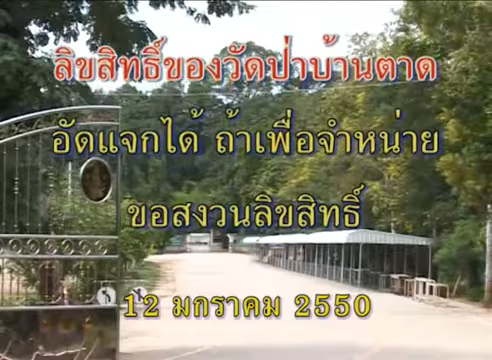 ลิขสิทธิ์ของวัดป่าบ้านตาด
อัดแจกได้ ถ้าเพื่อจำหน่าย
ขอสงวนลิขสิทธิ์
12 มกราคม 2550